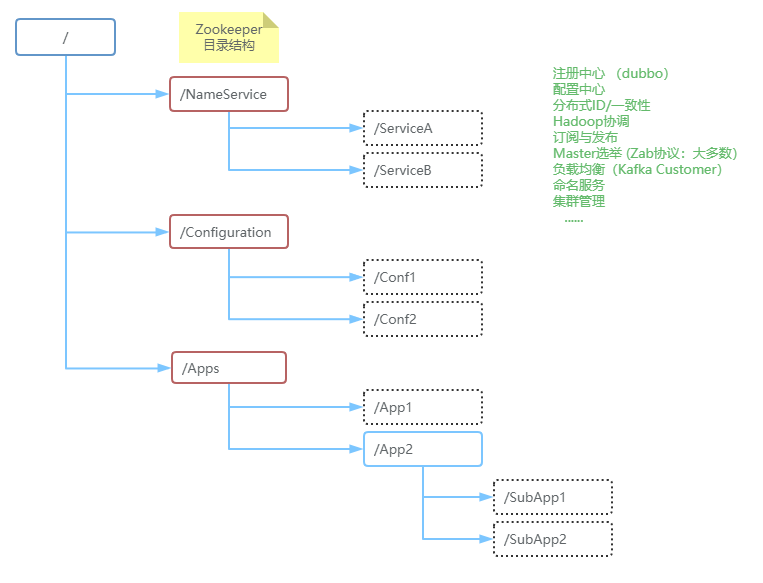 /
Zookeeper
目录结构
/NameService
/ServiceA
/ServiceB
/Configuration
/Conf1
/Conf2
/Apps
/App1
/App2
/SubApp1
/SubApp2
注册中心 （dubbo）
配置中心
分布式ID/一致性
Hadoop协调
订阅与发布
Master选举 (Zab协议：大多数)
负载均衡（Kafka Customer）
命名服务
集群管理
......